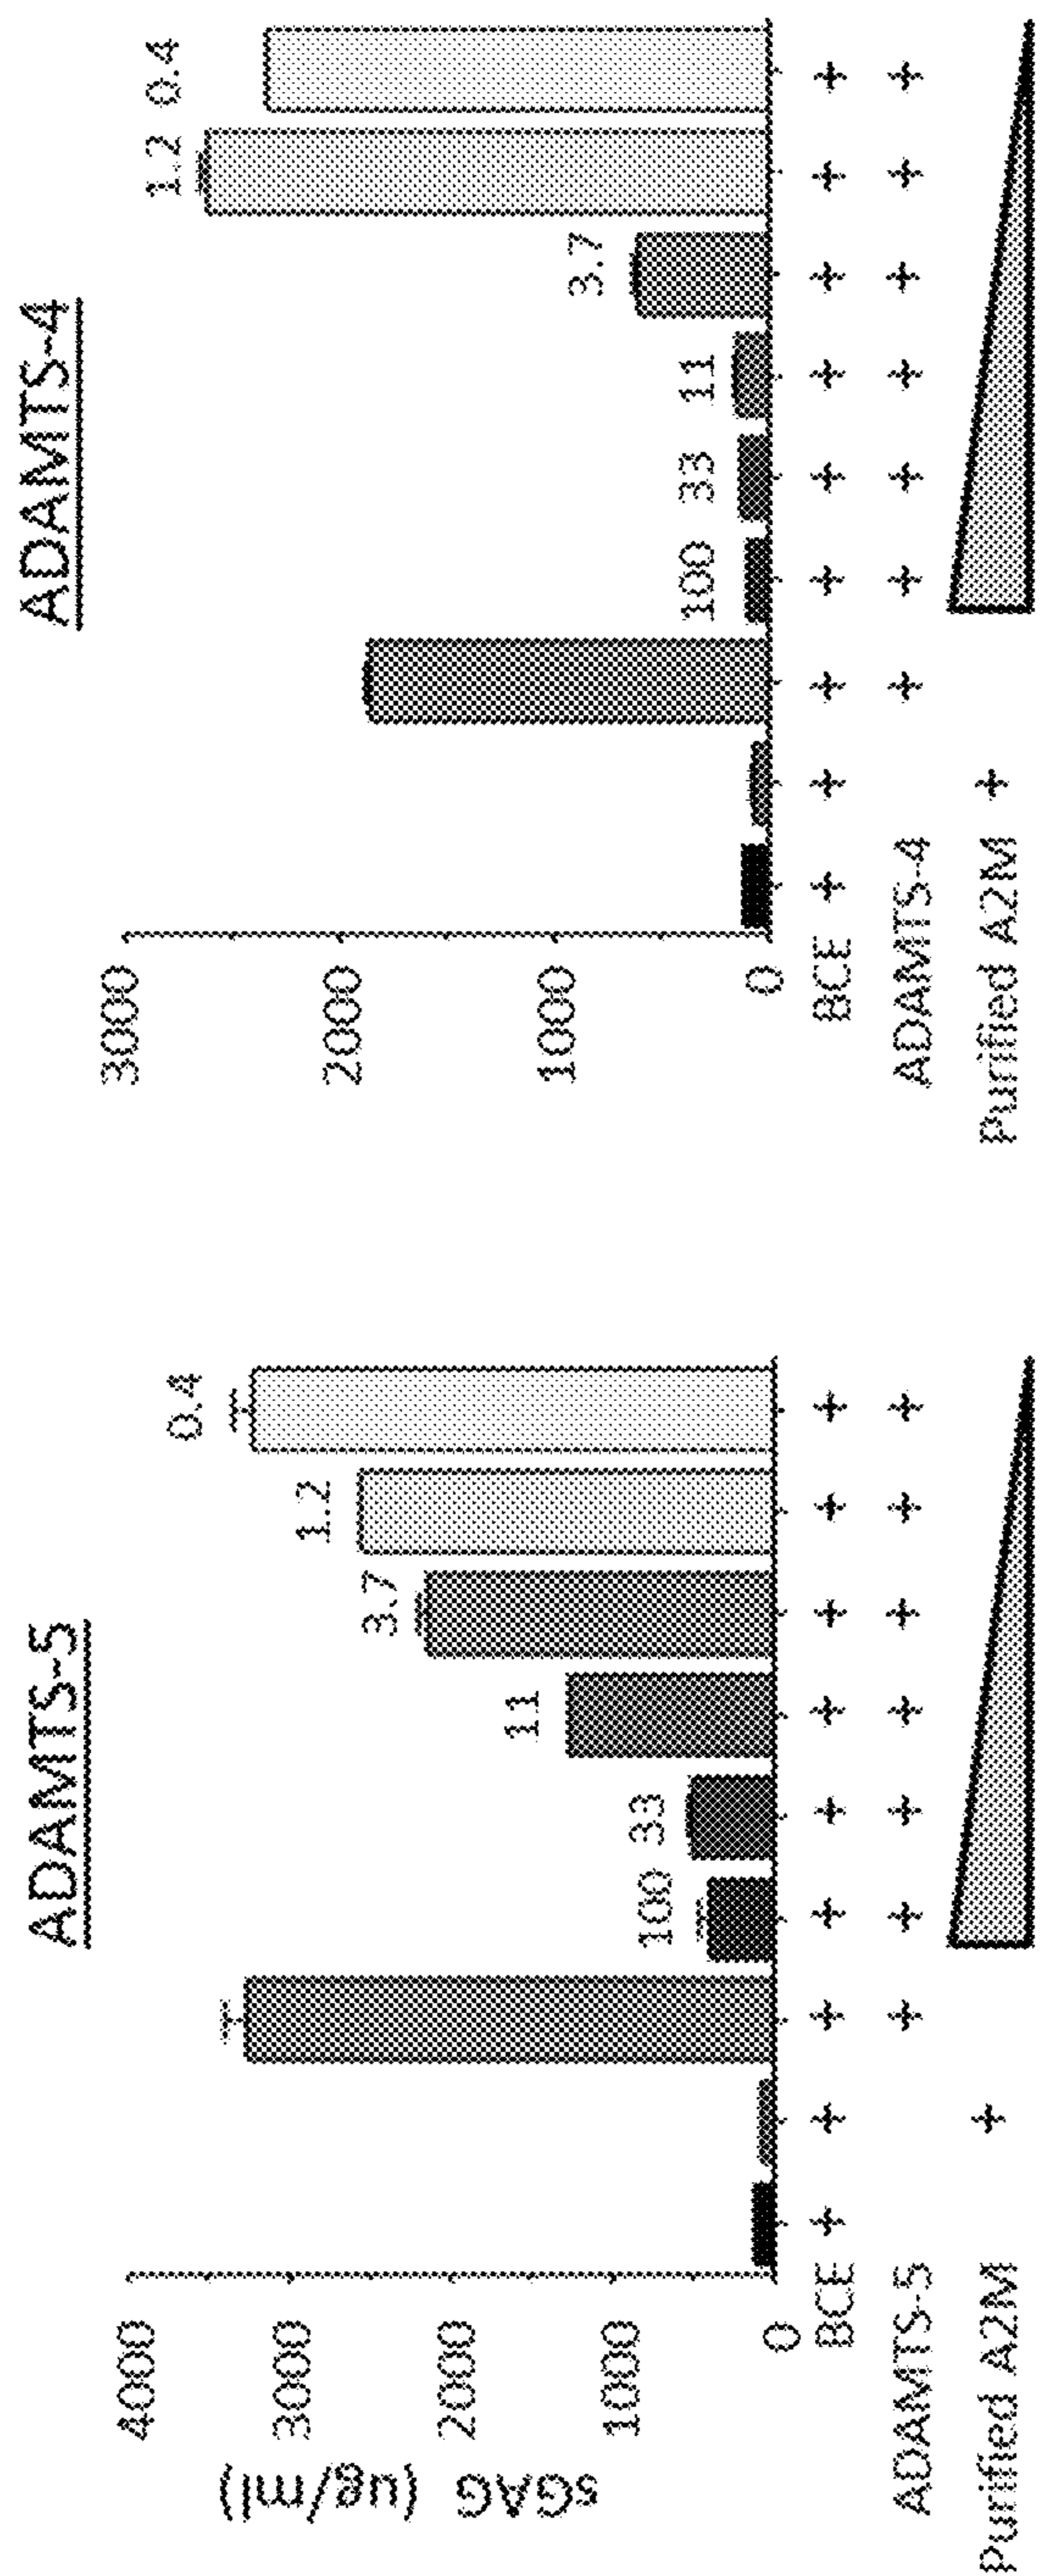 ADAMTS-5
sGAG (ug/ml)
4000
3000
2000
1000
0
100
33
11
3.7
1.2
0.4
BCE + + + + + + + + +
ADAMTS-5 + + + + + + +
Purified A2M +
ADAMTS-4
3000
2000
1000
0
100
33
11
3.7
1.2
0.4
BCE + + + + + + + + +
ADAMTS-4 + + + + + + +
Purified A2M +